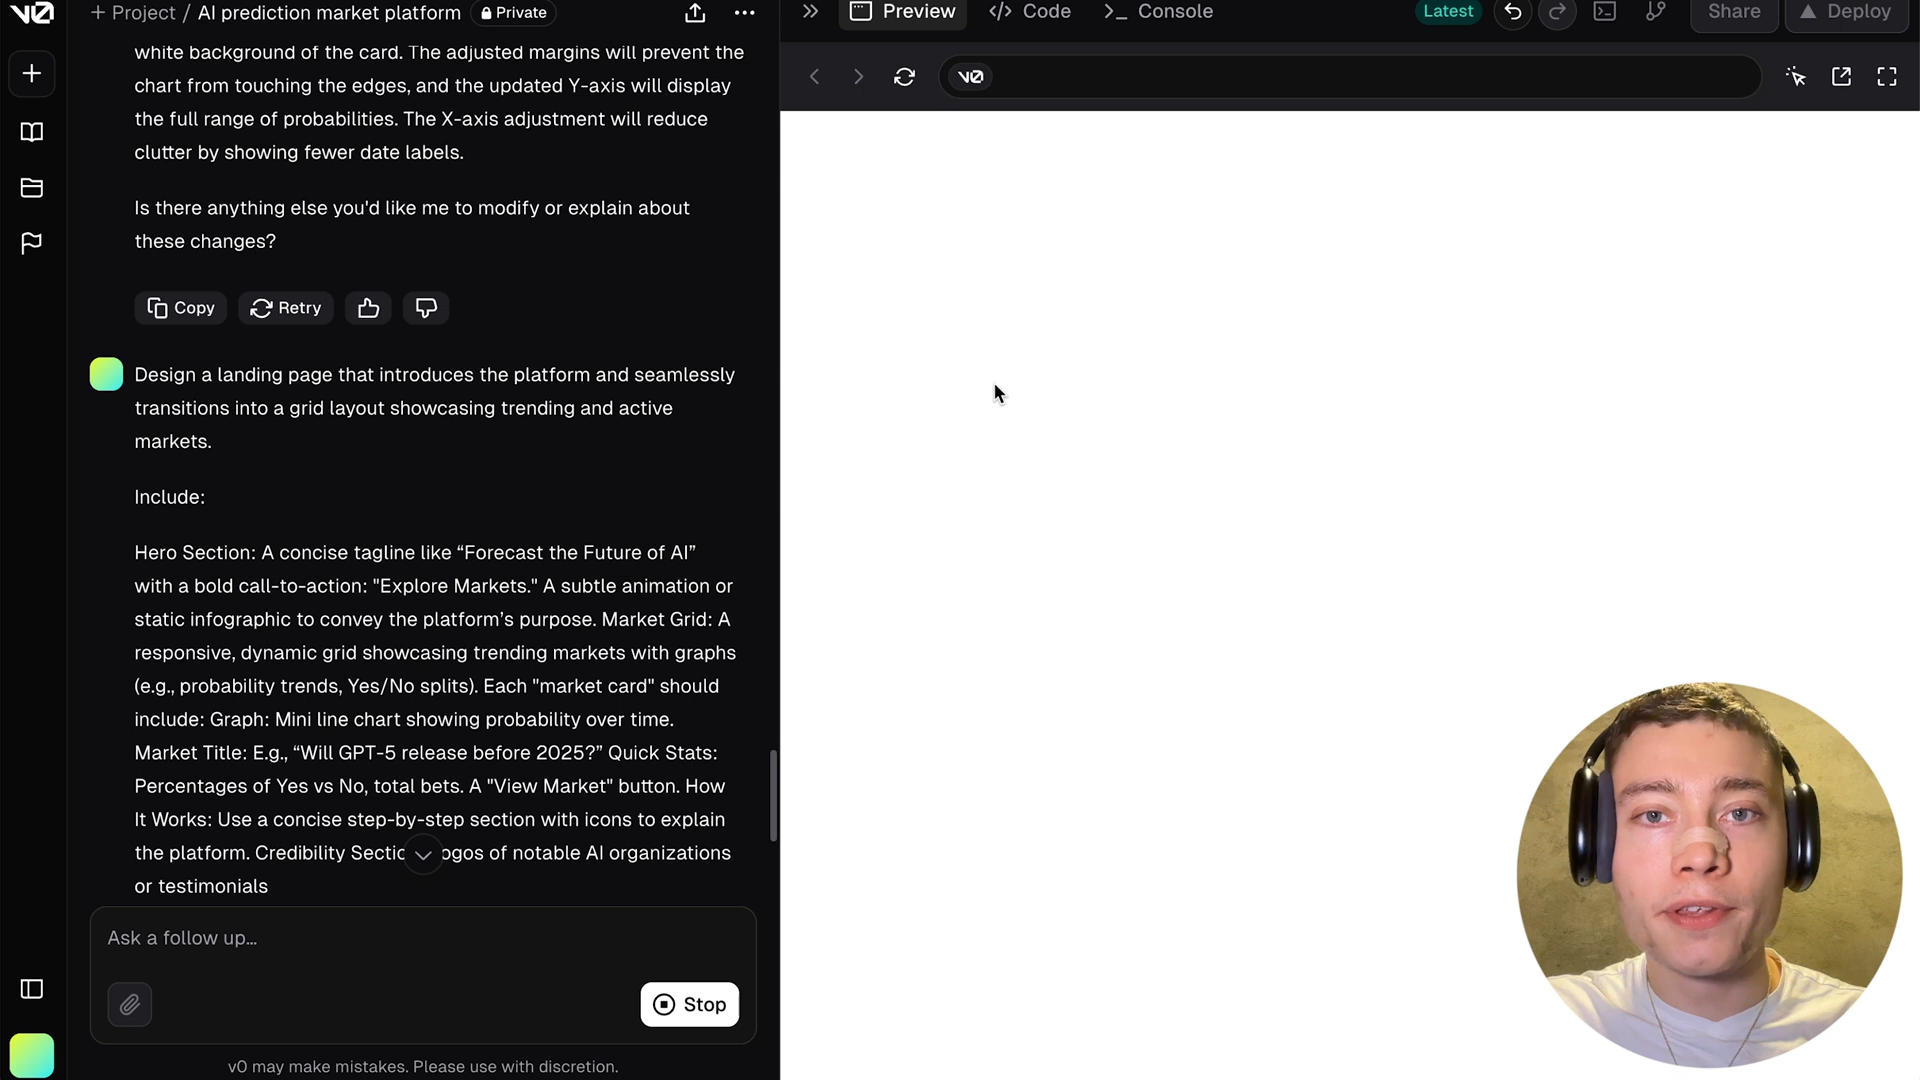 v0
+ Project / AI prediction market platform Private
Preview
Code
Console
Latest
Share
Deploy
v0
white background of the card. The adjusted margins will prevent the
chart from touching the edges, and the updated Y-axis will display
the full range of probabilities. The X-axis adjustment will reduce
clutter by showing fewer date labels.
Is there anything else you'd like me to modify or explain about
these changes?
Copy
Retry
Design a landing page that introduces the platform and seamlessly
transitions into a grid layout showcasing trending and active
markets.
Include:
Hero Section: A concise tagline like “Forecast the Future of AI”
with a bold call-to-action: "Explore Markets." A subtle animation or
static infographic to convey the platform’s purpose. Market Grid: A
responsive, dynamic grid showcasing trending markets with graphs
(e.g., probability trends, Yes/No splits). Each "market card" should
include: Graph: Mini line chart showing probability over time.
Market Title: E.g., “Will GPT-5 release before 2025?” Quick Stats:
Percentages of Yes vs No, total bets. A "View Market" button. How
It Works: Use a concise step-by-step section with icons to explain
the platform. Credibility of notable AI organizations
or testimonials
Ask a follow up...
Stop
v0 may make mistakes. Please use with discretion.